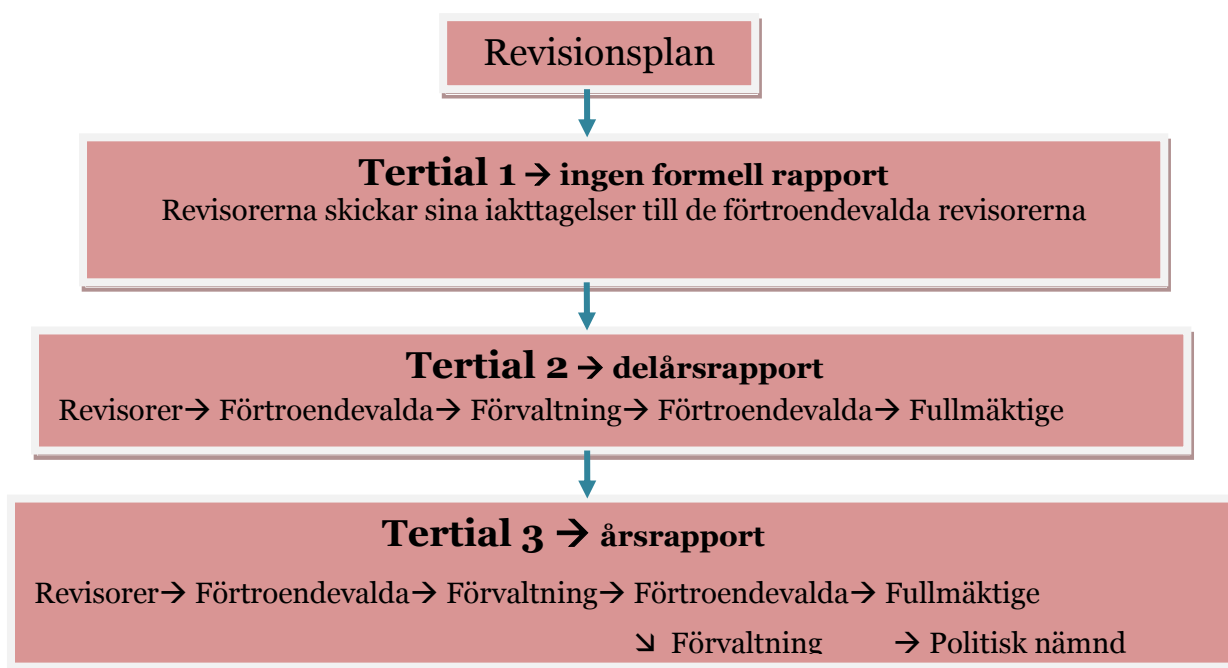 Revisionsplan
Tertial 1 → ingen formell rapport
Revisorerna skickar sina iakttagelser till de förtroendevalda revisorerna
Tertial 2 → delårsrapport
Revisorer→ Förtroendevalda→ Förvaltning→ Förtroendevalda→ Fullmäktige
Tertial 3 → årsrapport
Revisorer→ Förtroendevalda→ Förvaltning→ Förtroendevalda→ Fullmäktige
↘ Förvaltning → Politisk nämnd